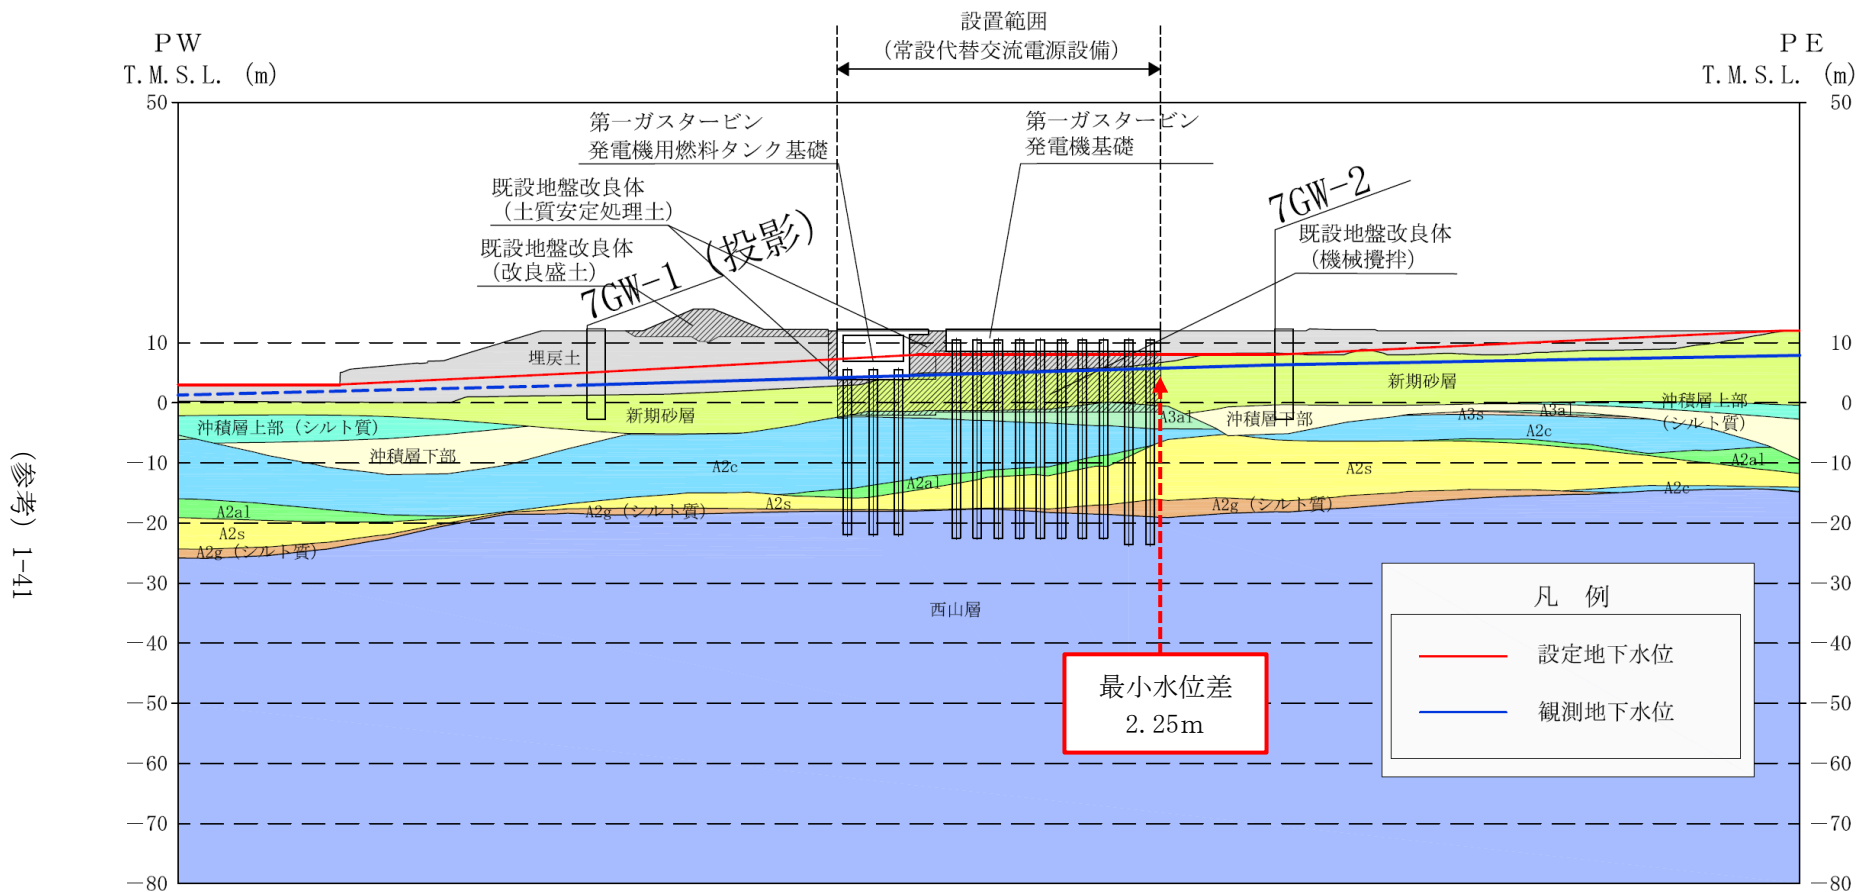 設置範囲
（常設代替交流電源設備）
ＰＷ
T.M.S.L. (m)
ＰＥ
T.M.S.L. (m)
50
50
第一ガスタービン
発電機用燃料タンク基礎
第一ガスタービン
発電機基礎
既設地盤改良体
（土質安定処理土）
既設地盤改良体
（改良盛土）
7GW-1（投影）
7GW-2
既設地盤改良体
（機械攪拌）
10
10
埋戻土
新期砂層
0
0
新期砂層
沖積層上部（シルト質）
A3al
沖積層下部
A3s
A3al
沖積層上部
（シルト質）
沖積層下部
A2c
A2c
−10
−10
A2c
A2s
A2al
A2al
A2al
A2s
A2c
A2g（シルト質）
A2g（シルト質）
−20
−20
A2s
A2g（シルト質）
−30
−30
西山層
凡　例
設定地下水位
観測地下水位
−40
−40
最小水位差
2.25m
−50
−50
−60
−60
−70
−70
−80
−80
（参考）1-41